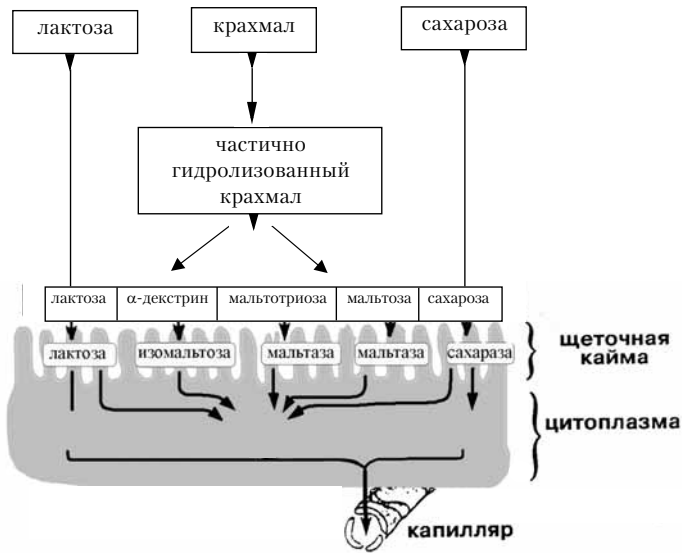 лактоза
крахмал
сахароза
частично
гидролизованный
крахмал
лактоза
α-декстрин
мальтотриоза
мальтоза
сахароза
лактоза
изомальтоза
мальтаза
мальтаза
сахараза
щеточная
кайма
цитоплазма
капилляр